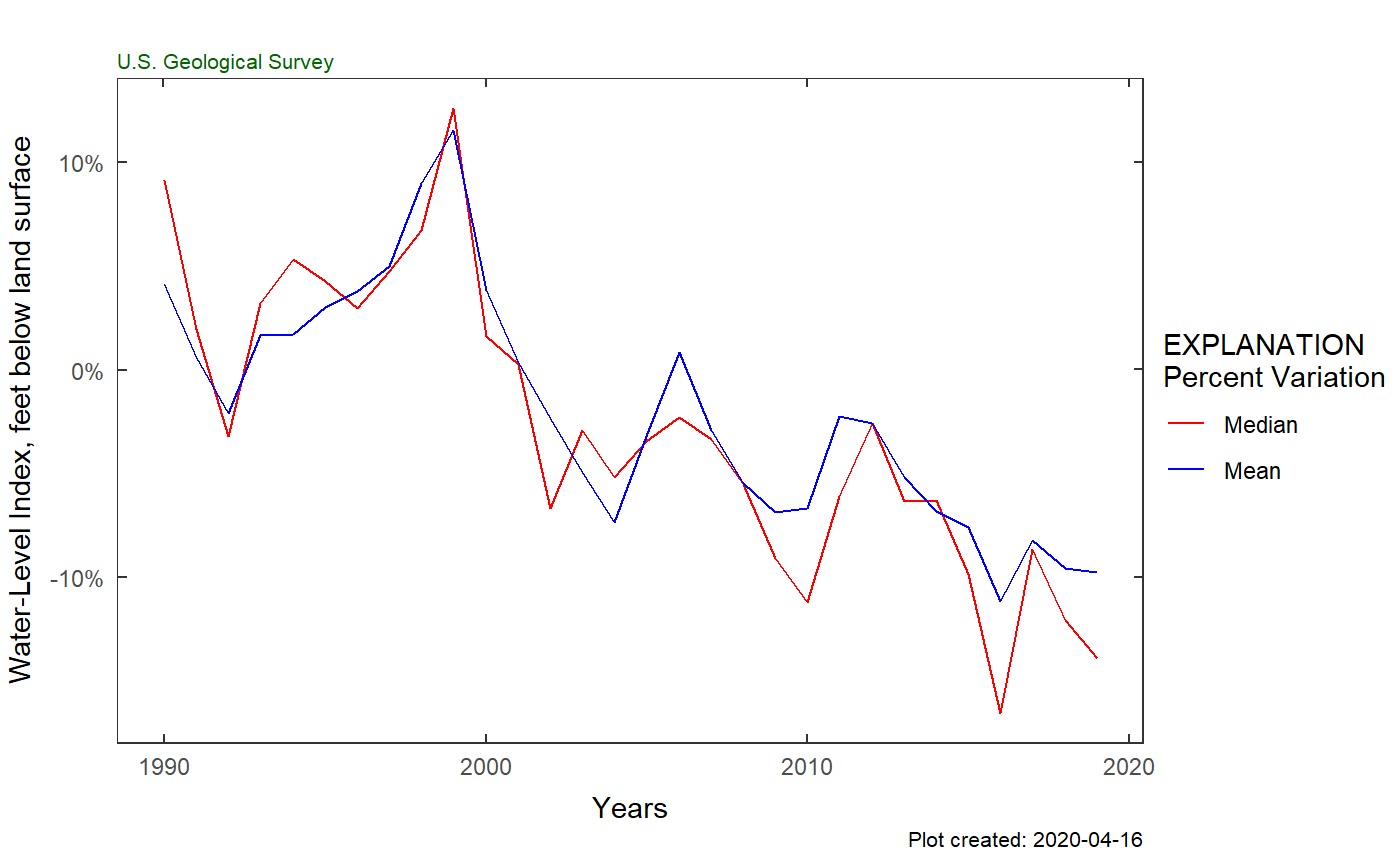 U.S. Geological Survey
Water-Level Index, feet below land surface
10%
0%
-10%
1990
2000
2010
2020
Years
EXPLANATION
Percent Variation
Median
Mean
Plot created: 2020-04-16